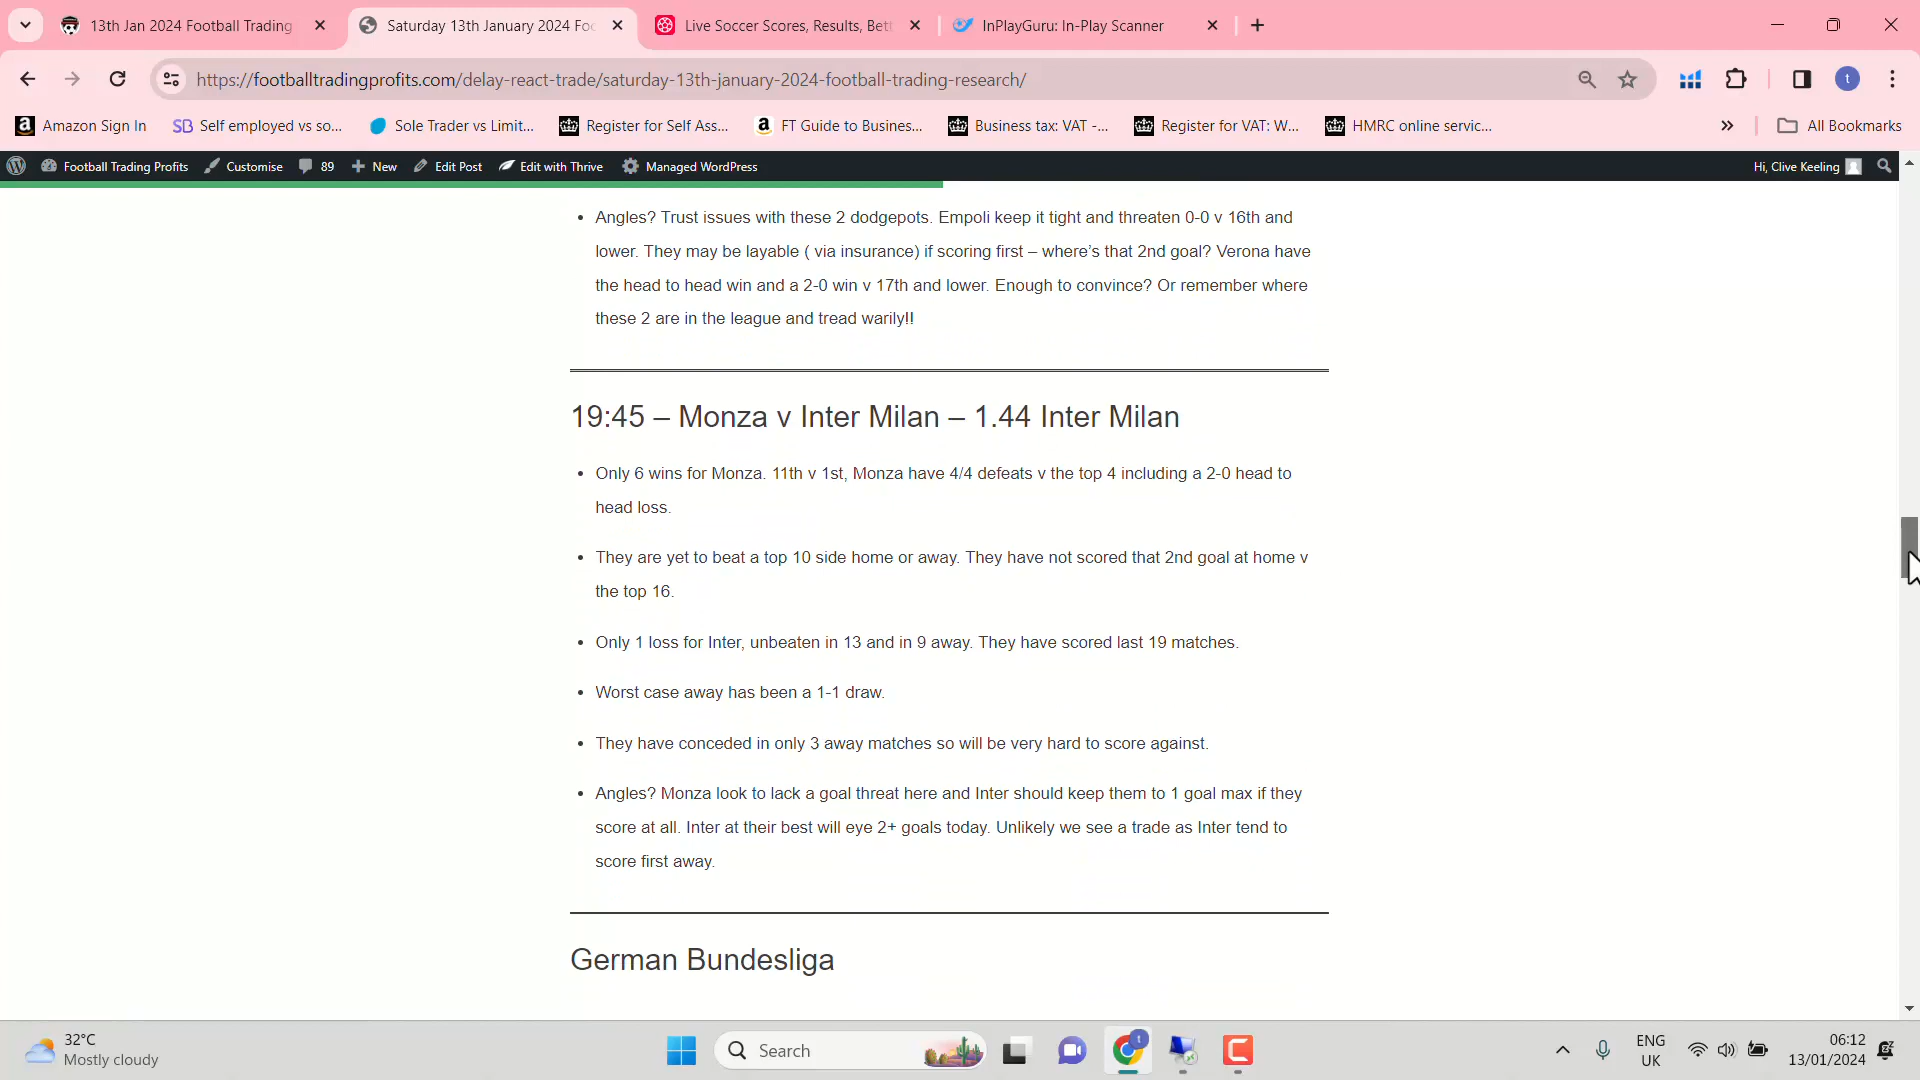 13th Jan 2024 Football Trading
Saturday 13th January 2024 Foo
Live Soccer Scores, Results, Bett
InPlayGuru: In-Play Scanner
https://footballtradingprofits.com/delay-react-trade/saturday-13th-january-2024-football-trading-research/
t
Amazon Sign In
SB Self employed vs so...
Sole Trader vs Limit...
Register for Self Ass...
FT Guide to Busines...
Business tax: VAT -...
Register for VAT: W...
HMRC online servic...
All Bookmarks
Football Trading Profits
Customise
89
New
Edit Post
Edit with Thrive
Managed WordPress
Hi, Clive Keeling
• Angles? Trust issues with these 2 dodgepots. Empoli keep it tight and threaten 0-0 v 16th and
lower. They may be layable ( via insurance) if scoring first – where's that 2nd goal? Verona have
the head to head win and a 2-0 win v 17th and lower. Enough to convince? Or remember where
these 2 are in the league and tread warily!!
19:45 – Monza v Inter Milan – 1.44 Inter Milan
• Only 6 wins for Monza. 11th v 1st, Monza have 4/4 defeats v the top 4 including a 2-0 head to
head loss.
• They are yet to beat a top 10 side home or away. They have not scored that 2nd goal at home v
the top 16.
• Only 1 loss for Inter, unbeaten in 13 and in 9 away. They have scored last 19 matches.
• Worst case away has been a 1-1 draw.
• They have conceded in only 3 away matches so will be very hard to score against.
• Angles? Monza look to lack a goal threat here and Inter should keep them to 1 goal max if they
score at all. Inter at their best will eye 2+ goals today. Unlikely we see a trade as Inter tend to
score first away.
German Bundesliga
32°C
Mostly cloudy
Search
ENG
UK
06:12
13/01/2024